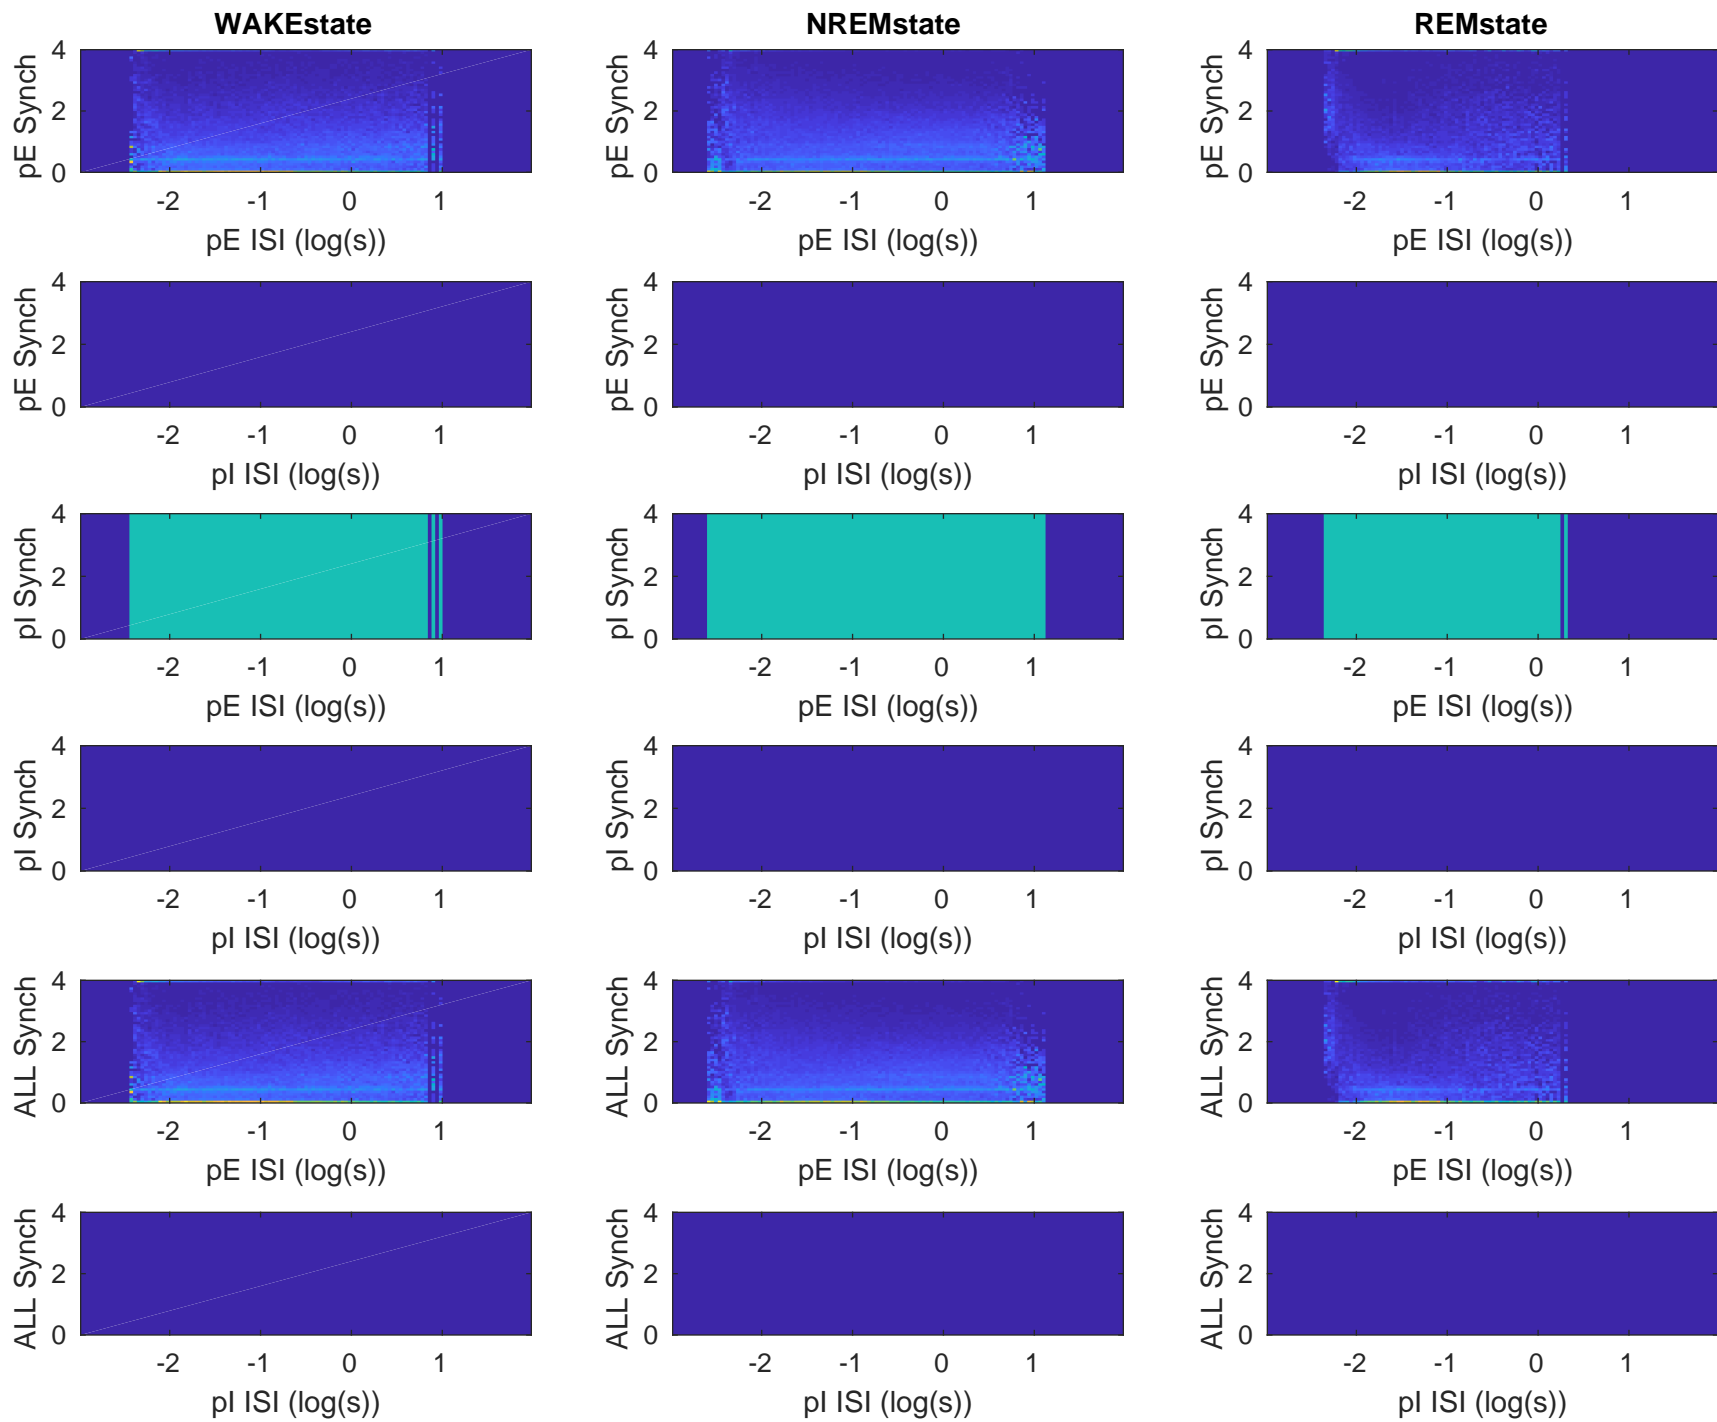 WAKEstate NREMstate REMstate
4 4 4
pE Synch pE Synch pE Synch
2 2 2
0 0 0
-2 -1 0 1 -2 -1 0 1 -2 -1 0 1
pE ISI (log(s)) pE ISI (log(s)) pE ISI (log(s))
4 4 4
pE Synch pE Synch pE Synch
2 2 2
0 0 0
-2 -1 0 1 -2 -1 0 1 -2 -1 0 1
pI ISI (log(s)) pI ISI (log(s)) pI ISI (log(s))
4 4 4
pI Synch pI Synch pI Synch
2 2 2
0 0 0
-2 -1 0 1 -2 -1 0 1 -2 -1 0 1
pE ISI (log(s)) pE ISI (log(s)) pE ISI (log(s))
4 4 4
pI Synch pI Synch pI Synch
2 2 2
0 0 0
-2 -1 0 1 -2 -1 0 1 -2 -1 0 1
pI ISI (log(s)) pI ISI (log(s)) pI ISI (log(s))
4 4 4
ALL Synch ALL Synch ALL Synch
2 2 2
0 0 0
-2 -1 0 1 -2 -1 0 1 -2 -1 0 1
pE ISI (log(s)) pE ISI (log(s)) pE ISI (log(s))
4 4 4
ALL Synch ALL Synch ALL Synch
2 2 2
0 0 0
-2 -1 0 1 -2 -1 0 1 -2 -1 0 1
pI ISI (log(s)) pI ISI (log(s)) pI ISI (log(s))